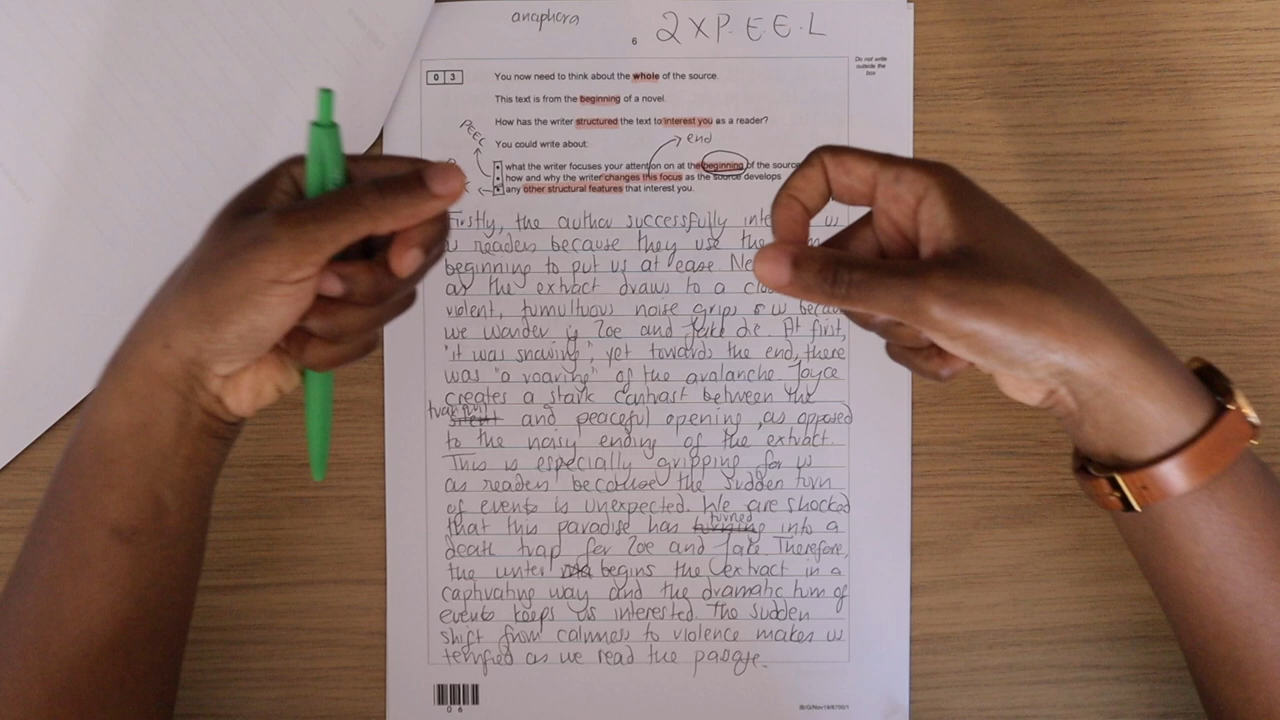 anaphora
6 2 X P. E. E. L
Do not write
outside the
box
0 3 You now need to think about the whole of the source.
This text is from the beginning of a novel.
How has the writer structured the text to interest you as a reader?
You could write about:
PEEL
end
• what the writer focuses your attention on at the beginning of the source
• how and why the writer changes this focus as the source develops
• any other structural features that interest you.
Firstly, the author successfully us
readers because they use the
beginning to put us at ease.
as the extract draws to a
violent, tumultuous noise grips us
we wonder if Zoe and Jake die. At first,
"it was snowing", yet towards the end, there
was "a roaring" of the avalanche. Joyce
creates a stark contrast between the
tranquil
silent and peaceful opening, as opposed
to the noisy ending of the extract.
This is especially gripping for us
as readers because the sudden turn
of events is unexpected. We are shocked
turned
that this paradise has turning into a
death trap for Zoe and Jake. Therefore,
the writer begins the extract in a
captivating way and the dramatic turn of
events keeps us interested. The sudden
shift from calmness to violence makes us
terrified as we read the passage.
0 6
IB/G/Nov19/8700/1